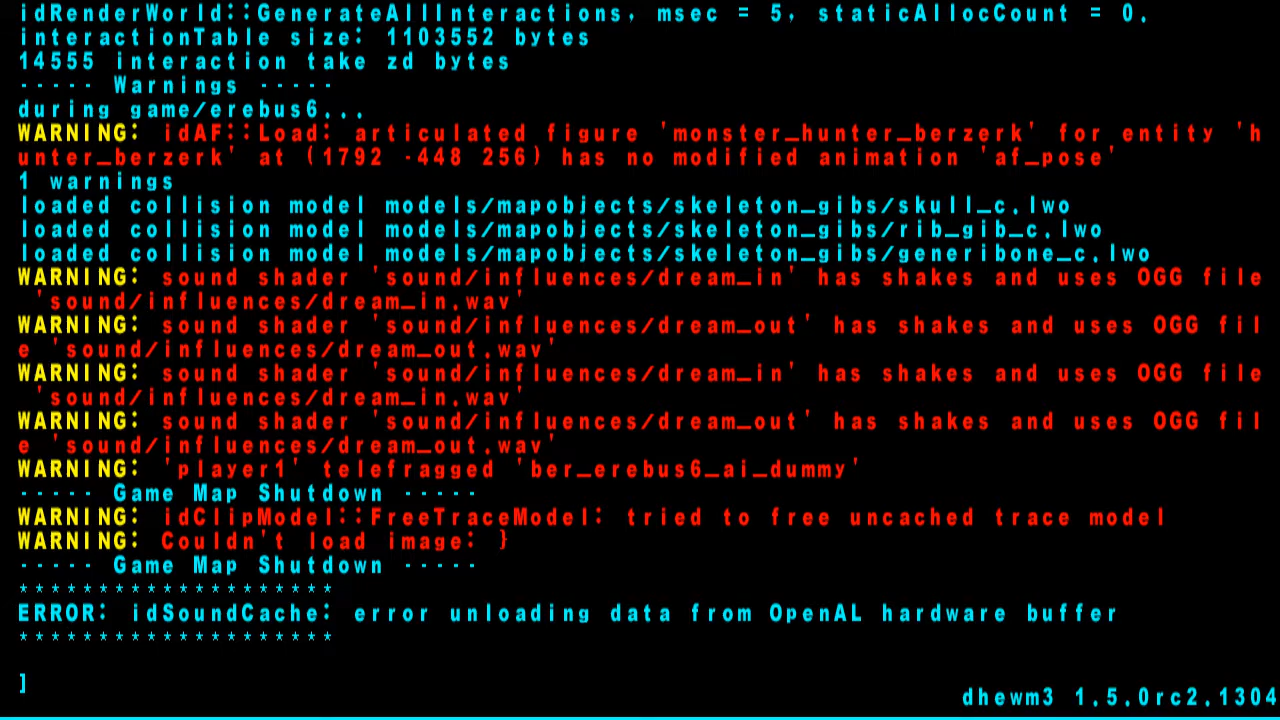 idRenderWorld::GenerateAllInteractions, msec = 5, staticAllocCount = 0.
interactionTable size: 1103552 bytes
14555 interaction take zd bytes
----- Warnings -----
during game/erebus6...
WARNING: idAF::Load: articulated figure 'monster_hunter_berzerk' for entity 'h
unter_berzerk' at (1792 -448 256) has no modified animation 'af_pose'
1 warnings
loaded collision model models/mapobjects/skeleton_gibs/skull_c.lwo
loaded collision model models/mapobjects/skeleton_gibs/rib_gib_c.lwo
loaded collision model models/mapobjects/skeleton_gibs/generibone_c.lwo
WARNING: sound shader 'sound/influences/dream_in' has shakes and uses OGG file
 'sound/influences/dream_in.wav'
WARNING: sound shader 'sound/influences/dream_out' has shakes and uses OGG fil
e 'sound/influences/dream_out.wav'
WARNING: sound shader 'sound/influences/dream_in' has shakes and uses OGG file
 'sound/influences/dream_in.wav'
WARNING: sound shader 'sound/influences/dream_out' has shakes and uses OGG fil
e 'sound/influences/dream_out.wav'
WARNING: 'player1' telefragged 'ber_erebus6_ai_dummy'
----- Game Map Shutdown -----
WARNING: idClipModel::FreeTraceModel: tried to free uncached trace model
WARNING: Couldn't load image: }
----- Game Map Shutdown -----
********************
ERROR: idSoundCache: error unloading data from OpenAL hardware buffer
********************
]
dhewm3 1.5.0rc2.1304